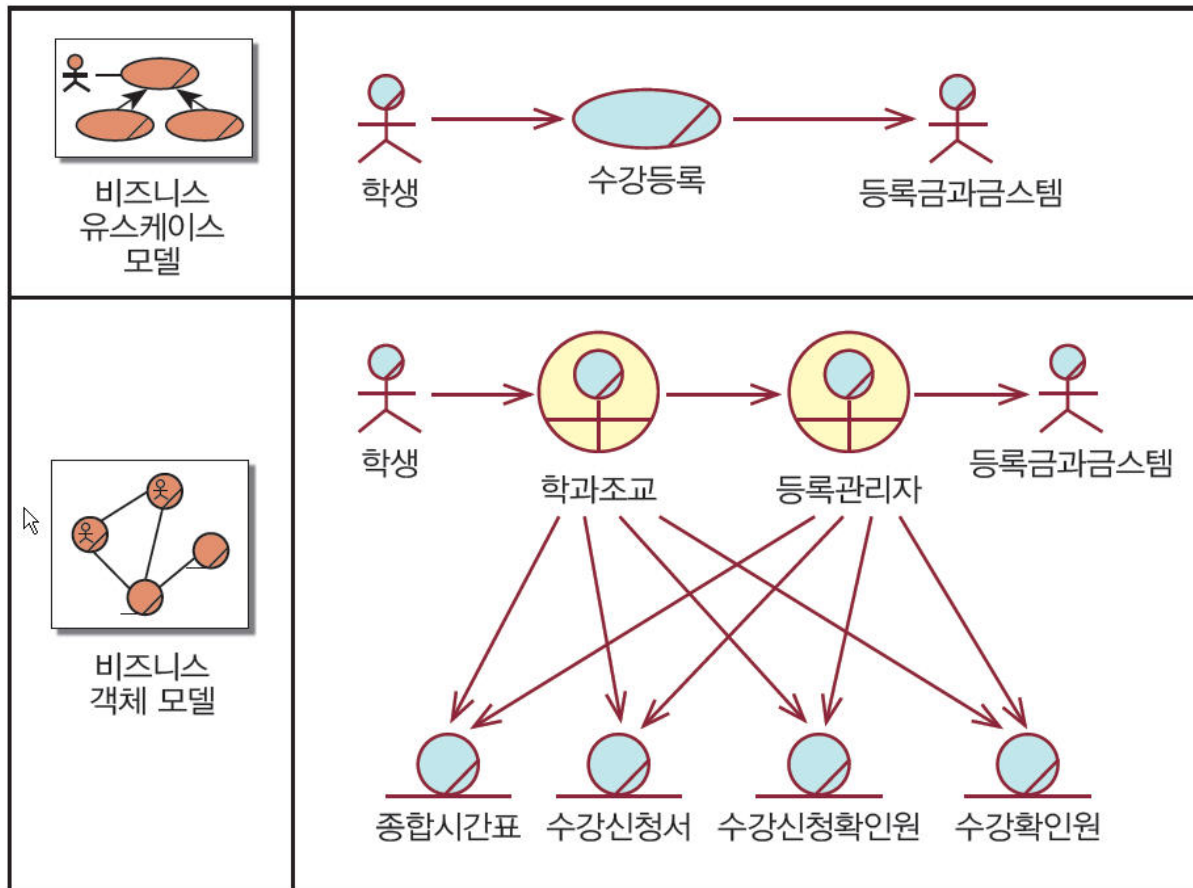 비즈니스
유스케이스
모델
학생
수강등록
등록금과금스템
비즈니스
객체 모델
학생
학과조교
등록관리자
등록금과금스템
종합시간표
수강신청서
수강신청확인원
수강확인원